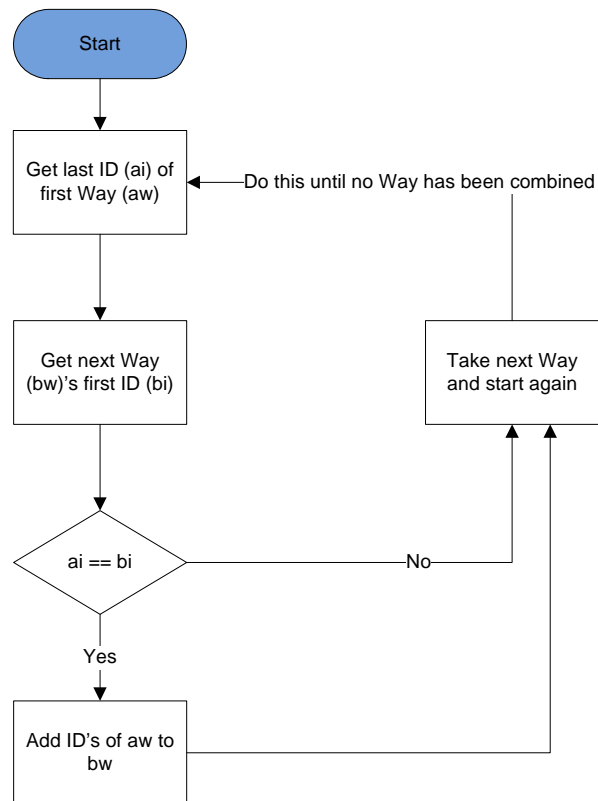 Start
Get last ID (ai) of
first Way (aw)
Do this until no Way has been combined
Get next Way
(bw)'s first ID (bi)
Take next Way
and start again
ai == bi
No
Yes
Add ID's of aw to
bw